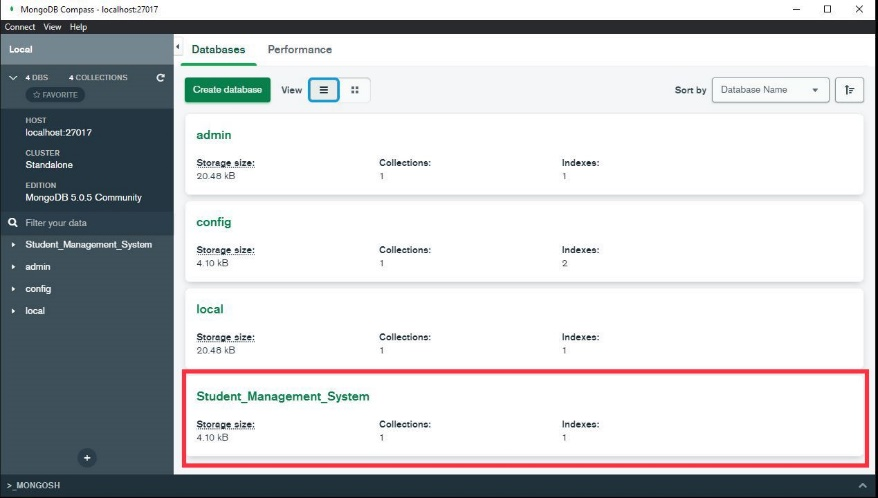 MongoDB Compass - localhost:27017
Connect View Help
Local
4 DBS 4 COLLECTIONS
FAVORITE
HOST
localhost:27017
CLUSTER
Standalone
EDITION
MongoDB 5.0.5 Community
Filter your data
Student_Management_System
admin
config
local
>_MONGOSH
Databases Performance
Create database View Sort by Database Name
admin
Storage size: Collections: Indexes:
20.48 kB 1 1
config
Storage size: Collections: Indexes:
4.10 kB 1 2
local
Storage size: Collections: Indexes:
20.48 kB 1 1
Student_Management_System
Storage size: Collections: Indexes:
4.10 kB 1 1